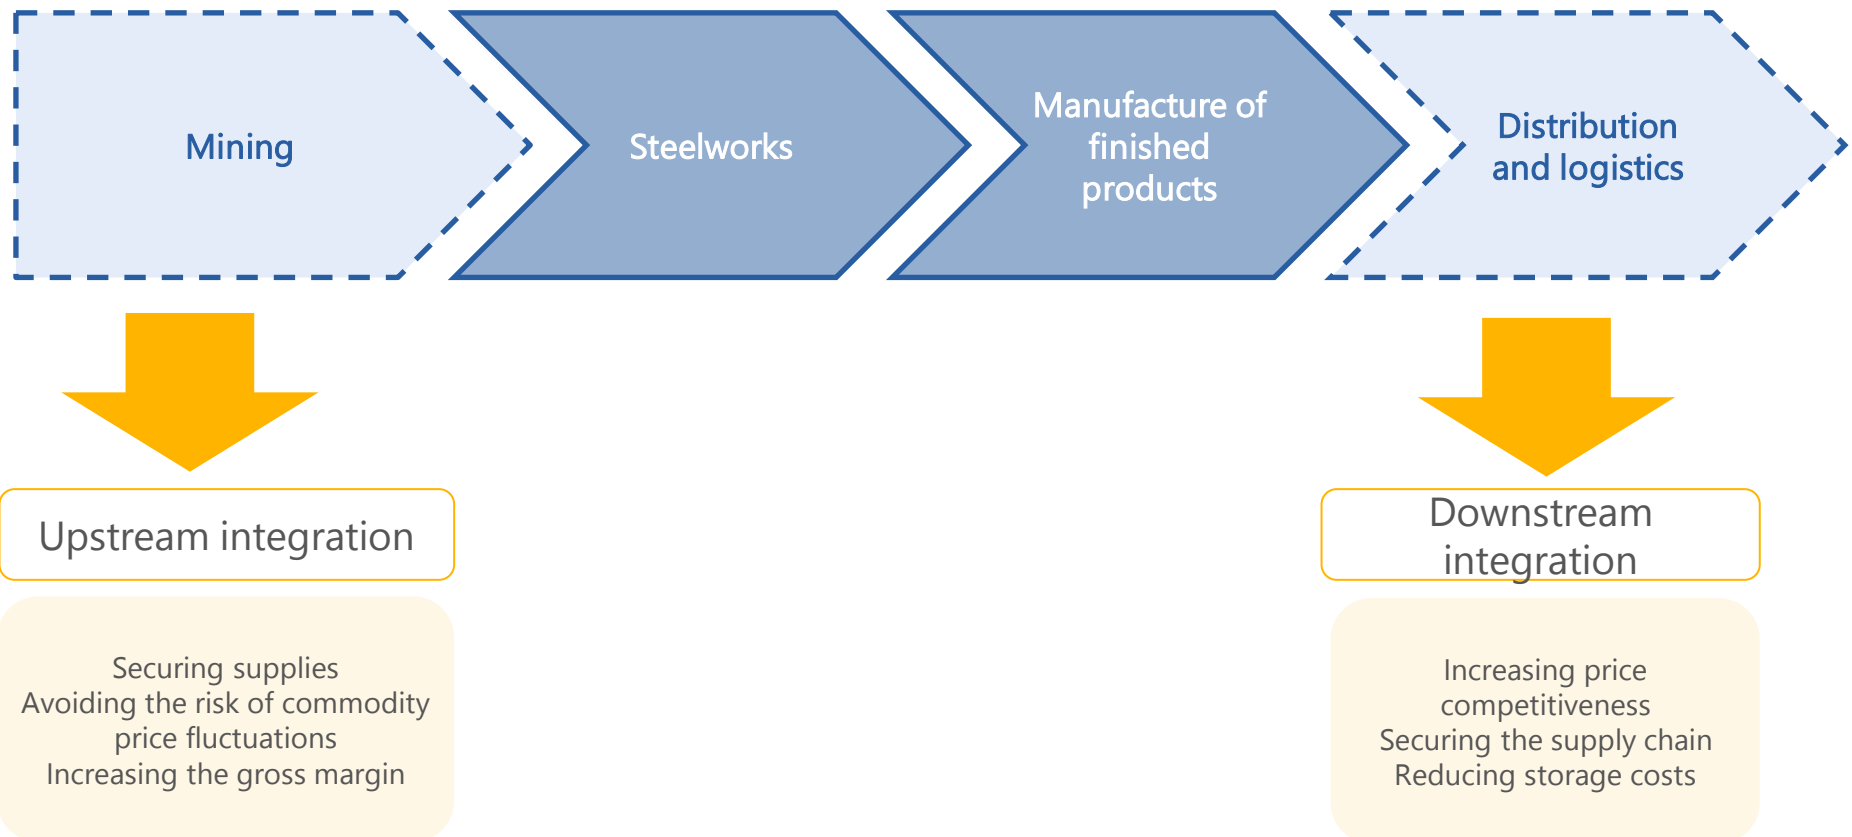 Mining
Steelworks
Manufacture of
finished
products
Distribution
and logistics
Upstream integration
Securing supplies
Avoiding the risk of commodity
price fluctuations
Increasing the gross margin
Downstream
integration
Increasing price
competitiveness
Securing the supply chain
Reducing storage costs